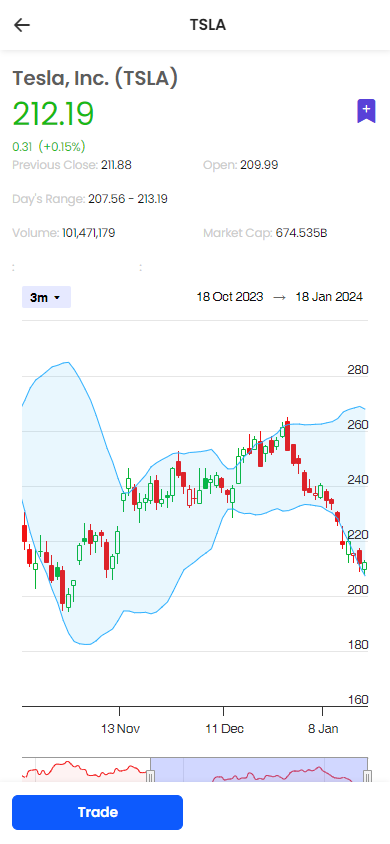 TSLA
Tesla, Inc. (TSLA)
212.19
0.31 (+0.15%)
Previous Close: 211.88 Open: 209.99
Day's Range: 207.56 - 213.19
Volume: 101,471,179 Market Cap: 674.535B
: :
3m 18 Oct 2023 → 18 Jan 2024
280
260
240
220
200
180
160
13 Nov 11 Dec 8 Jan
Trade